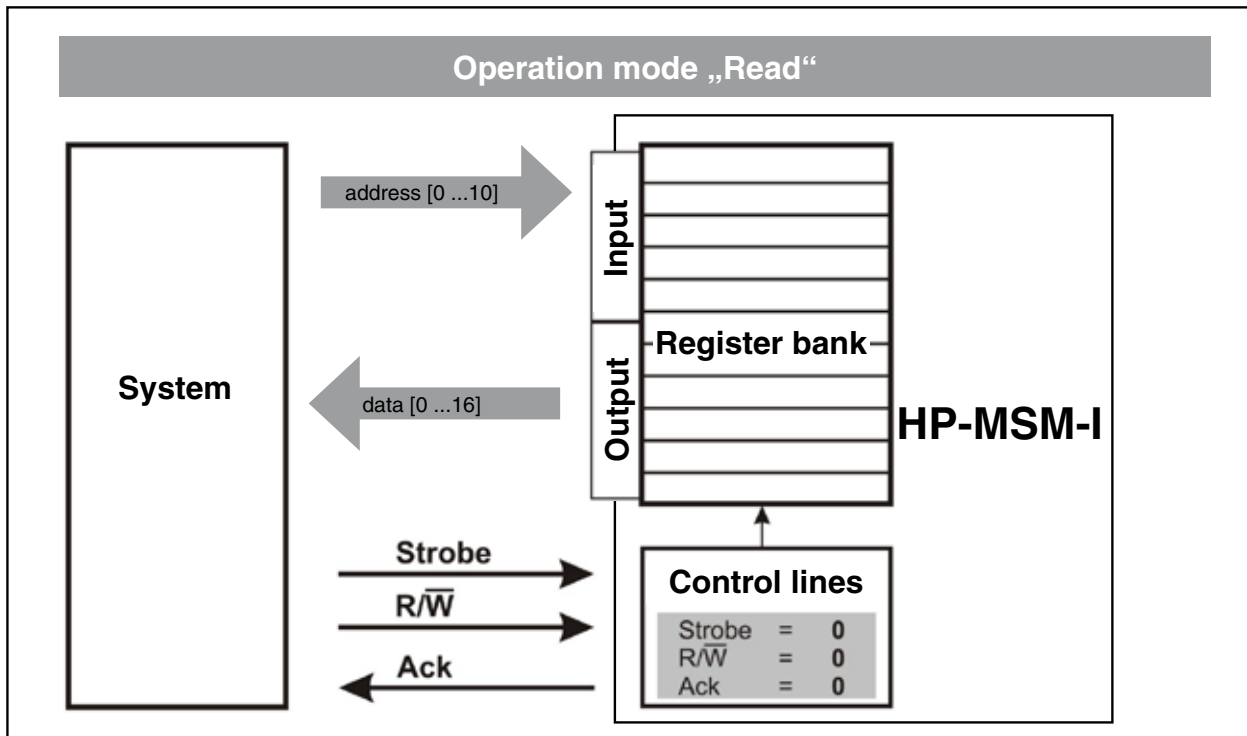 Operation mode „Read“
System
address [0 ...10]
data [0 ...16]
Input
Output
Register bank
HP-MSM-I
Strobe
R/W̅
Ack
Control lines
Strobe = 0
R/W̅ = 0
Ack = 0